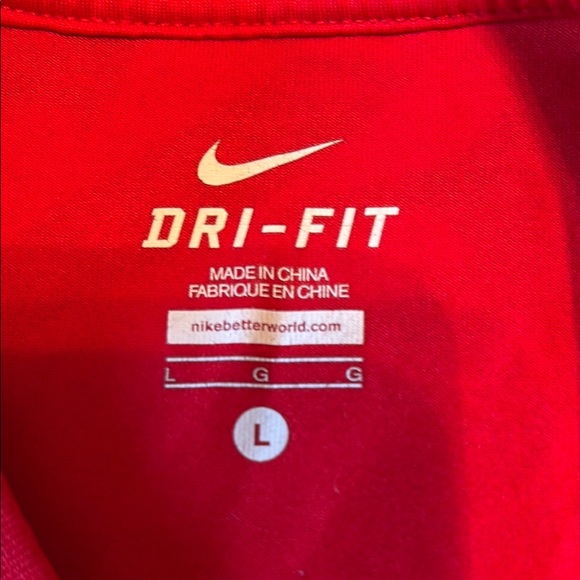 DRI-FIT
MADE IN CHINA
FABRIQUE EN CHINE
nikebetterworld.com
L G G
L